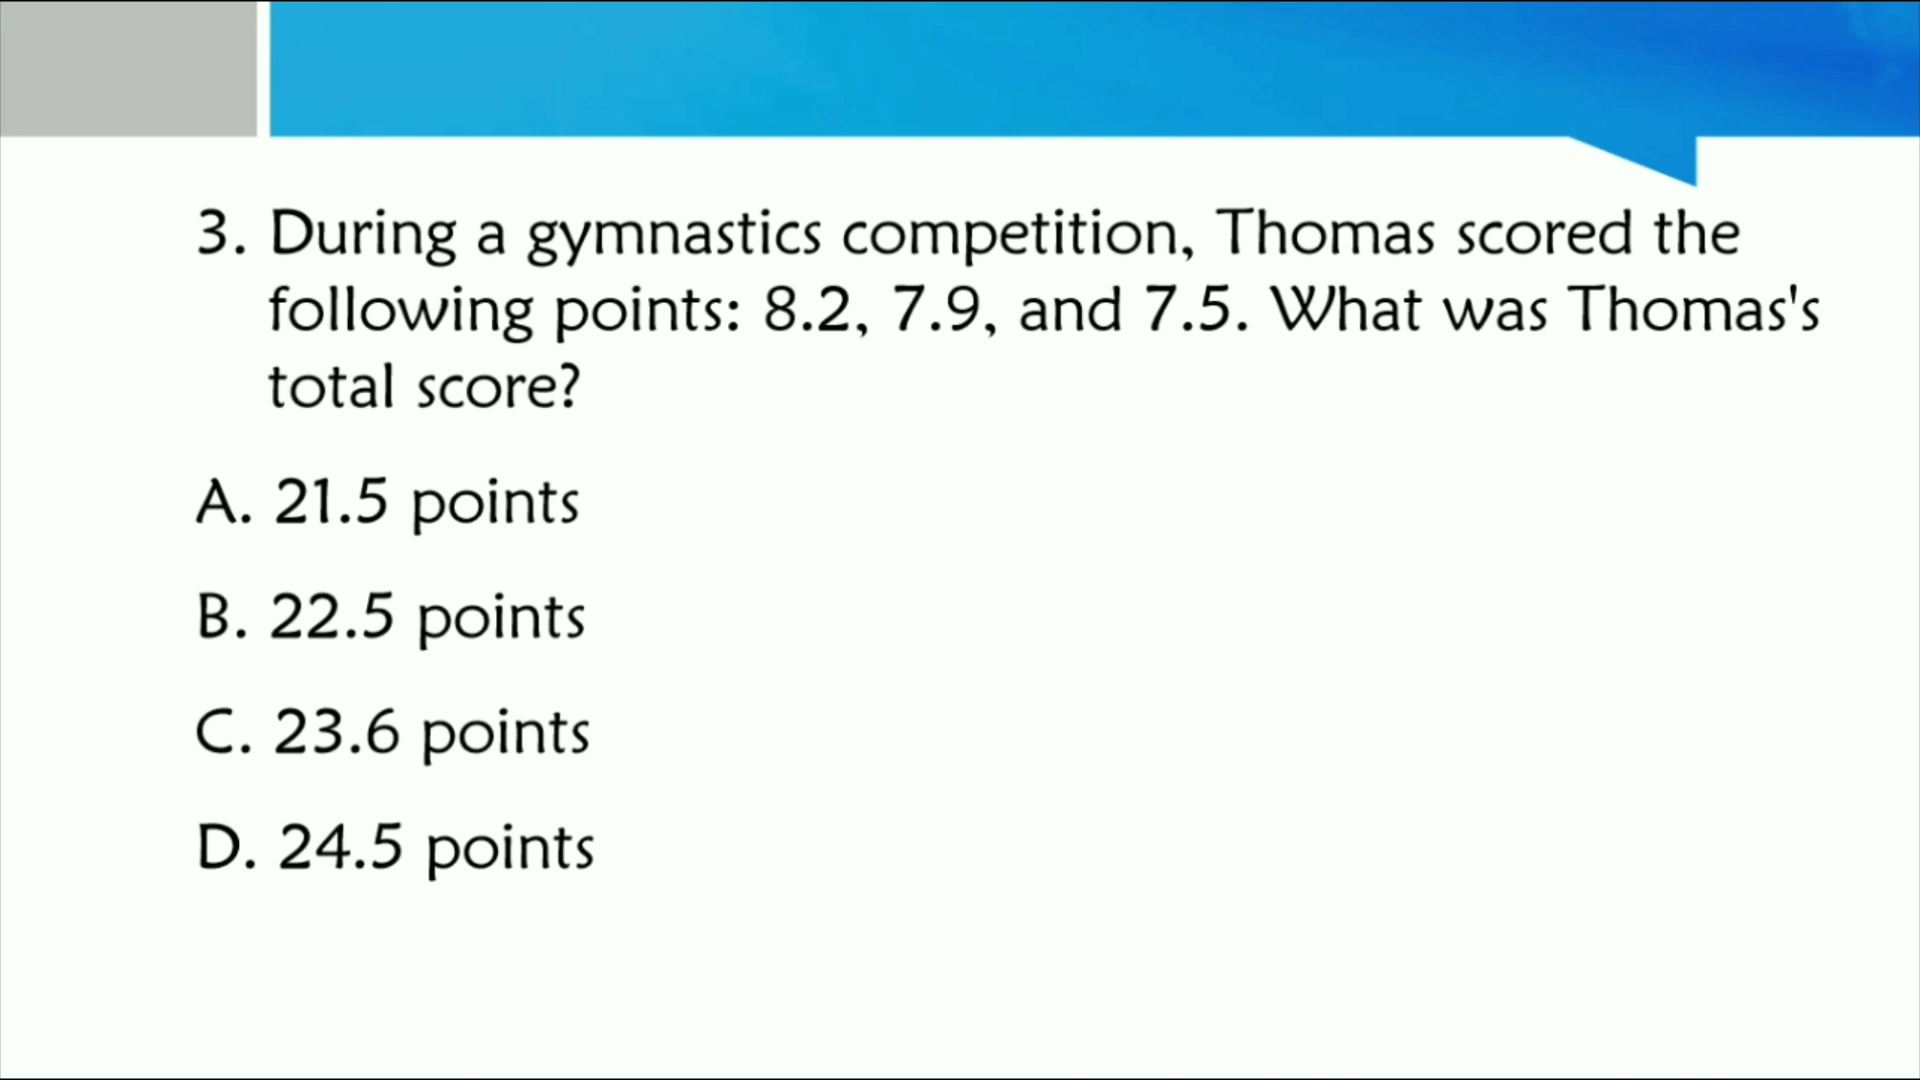 3. During a gymnastics competition, Thomas scored the
following points: 8.2, 7.9, and 7.5. What was Thomas's
total score?
A. 21.5 points
B. 22.5 points
C. 23.6 points
D. 24.5 points